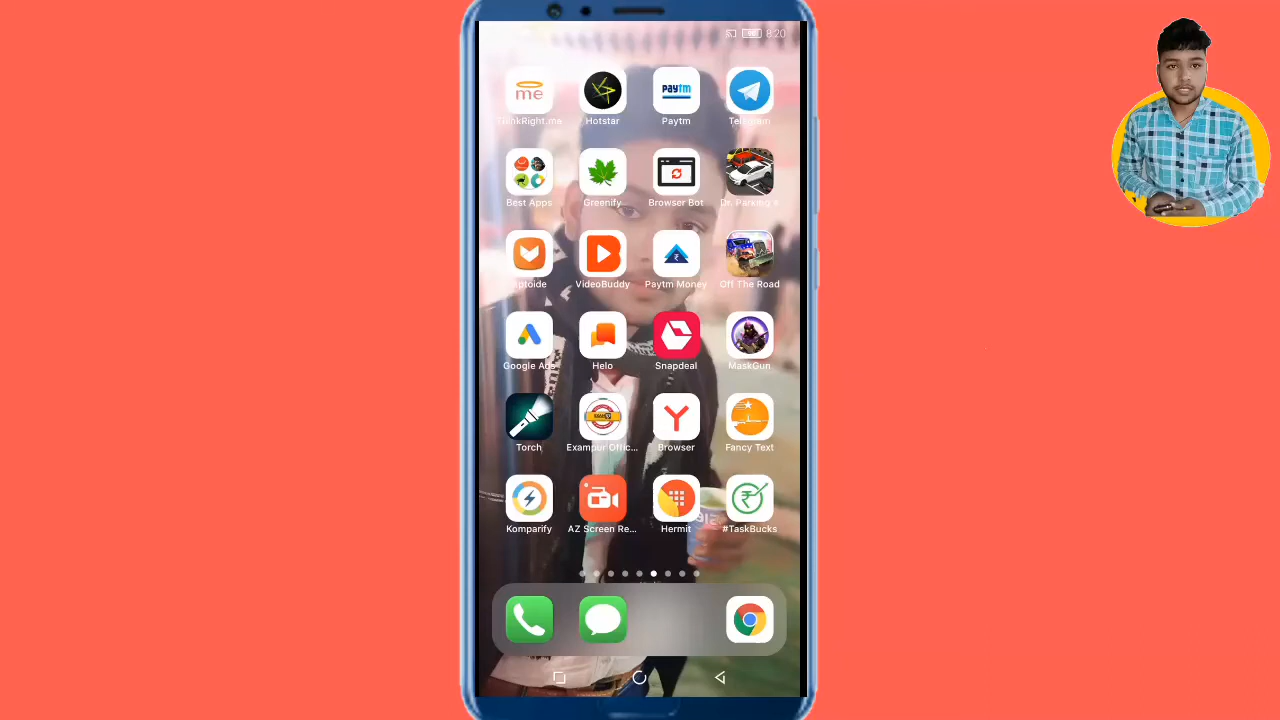 8:20
me
paytm
ThinkRight.me Hotstar Paytm Telegram
Best Apps Greenify Browser Bot Dr. Parking 4
Aptoide VideoBuddy Paytm Money Off The Road
Google Ads Helo Snapdeal MaskGun
Torch Exampur Offic... Browser Fancy Text
Komparify AZ Screen Re... Hermit #TaskBucks